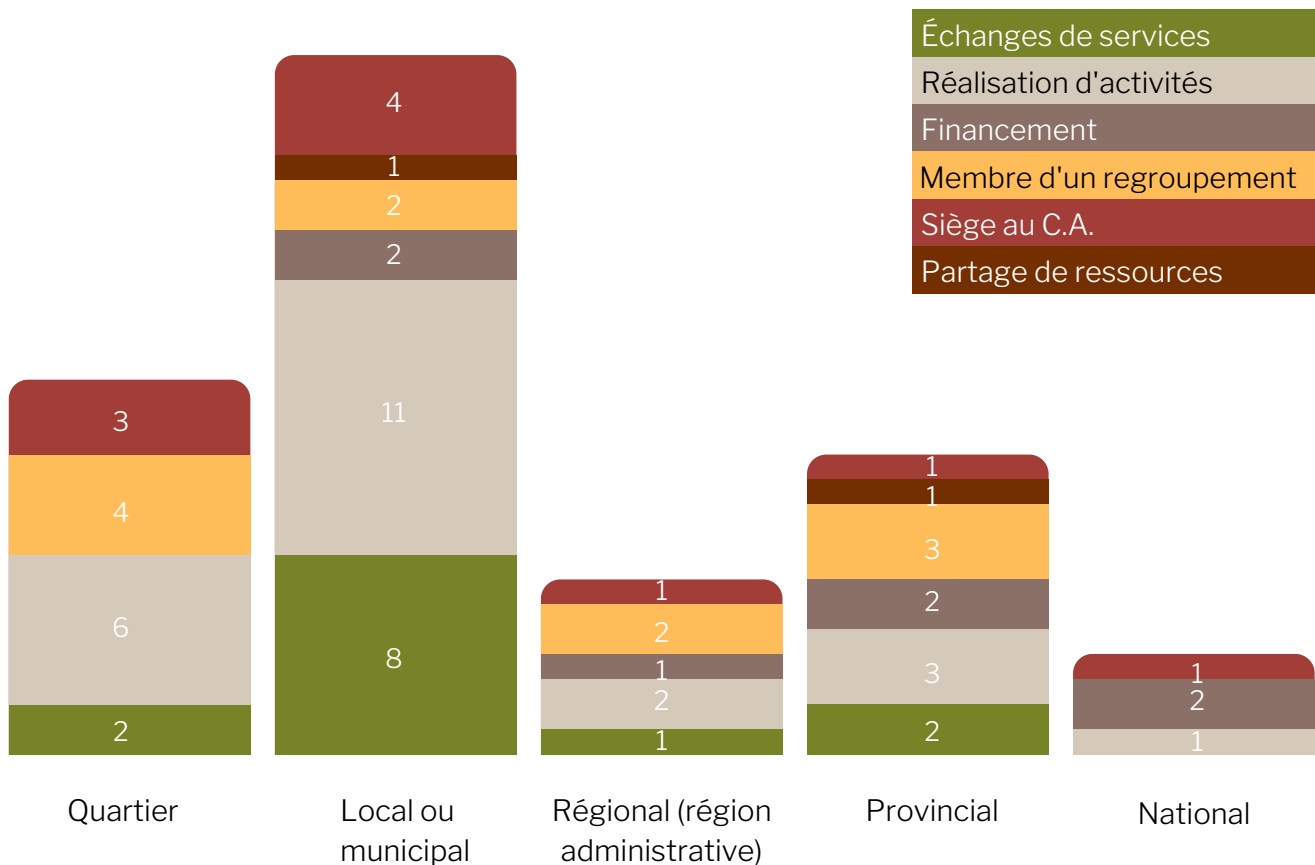 Échanges de services
Réalisation d'activités
Financement
Membre d'un regroupement
Siège au C.A.
Partage de ressources
3
4
6
2
4
1
2
2
11
8
1
2
1
2
1
1
1
3
2
3
2
1
2
1
Quartier
Local ou
municipal
Régional (région
administrative)
Provincial
National